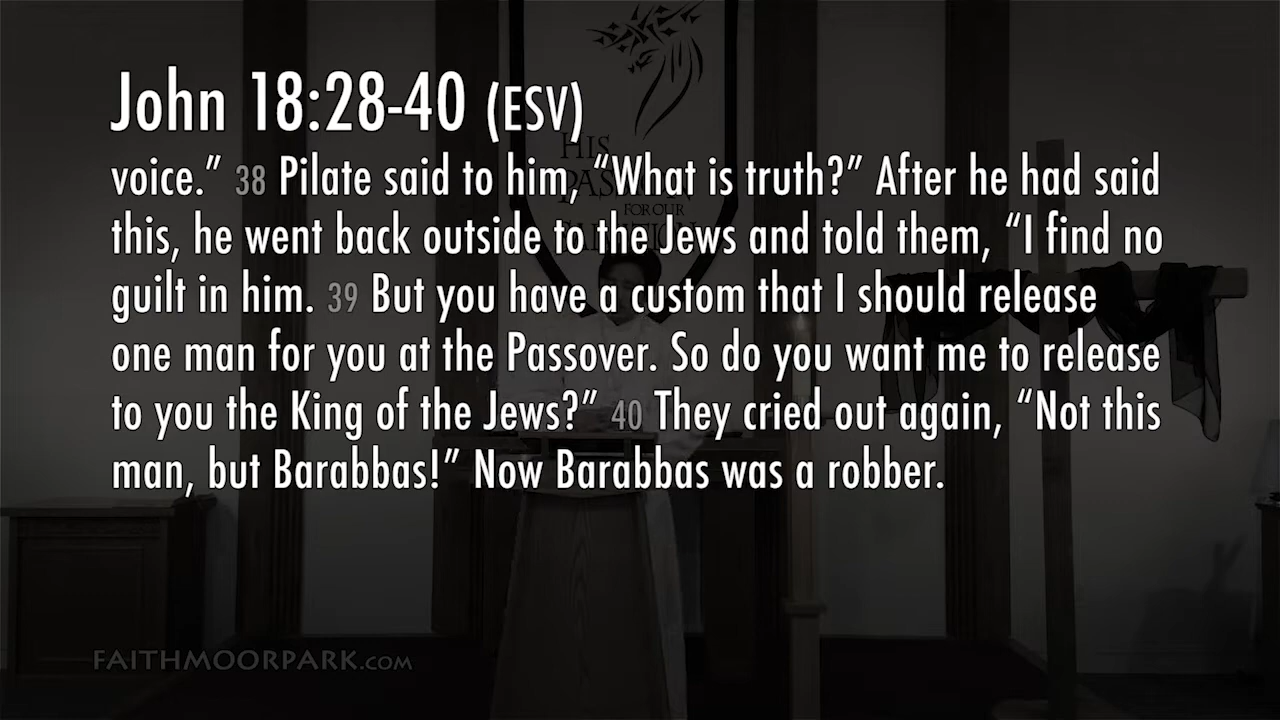 John 18:28-40 (ESV)
voice.” 38 Pilate said to him, “What is truth?” After he had said
this, he went back outside to the Jews and told them, “I find no
guilt in him. 39 But you have a custom that I should release
one man for you at the Passover. So do you want me to release
to you the King of the Jews?” 40 They cried out again, “Not this
man, but Barabbas!” Now Barabbas was a robber.
HIS
FOR OUR
FAITHMOORPARK.COM